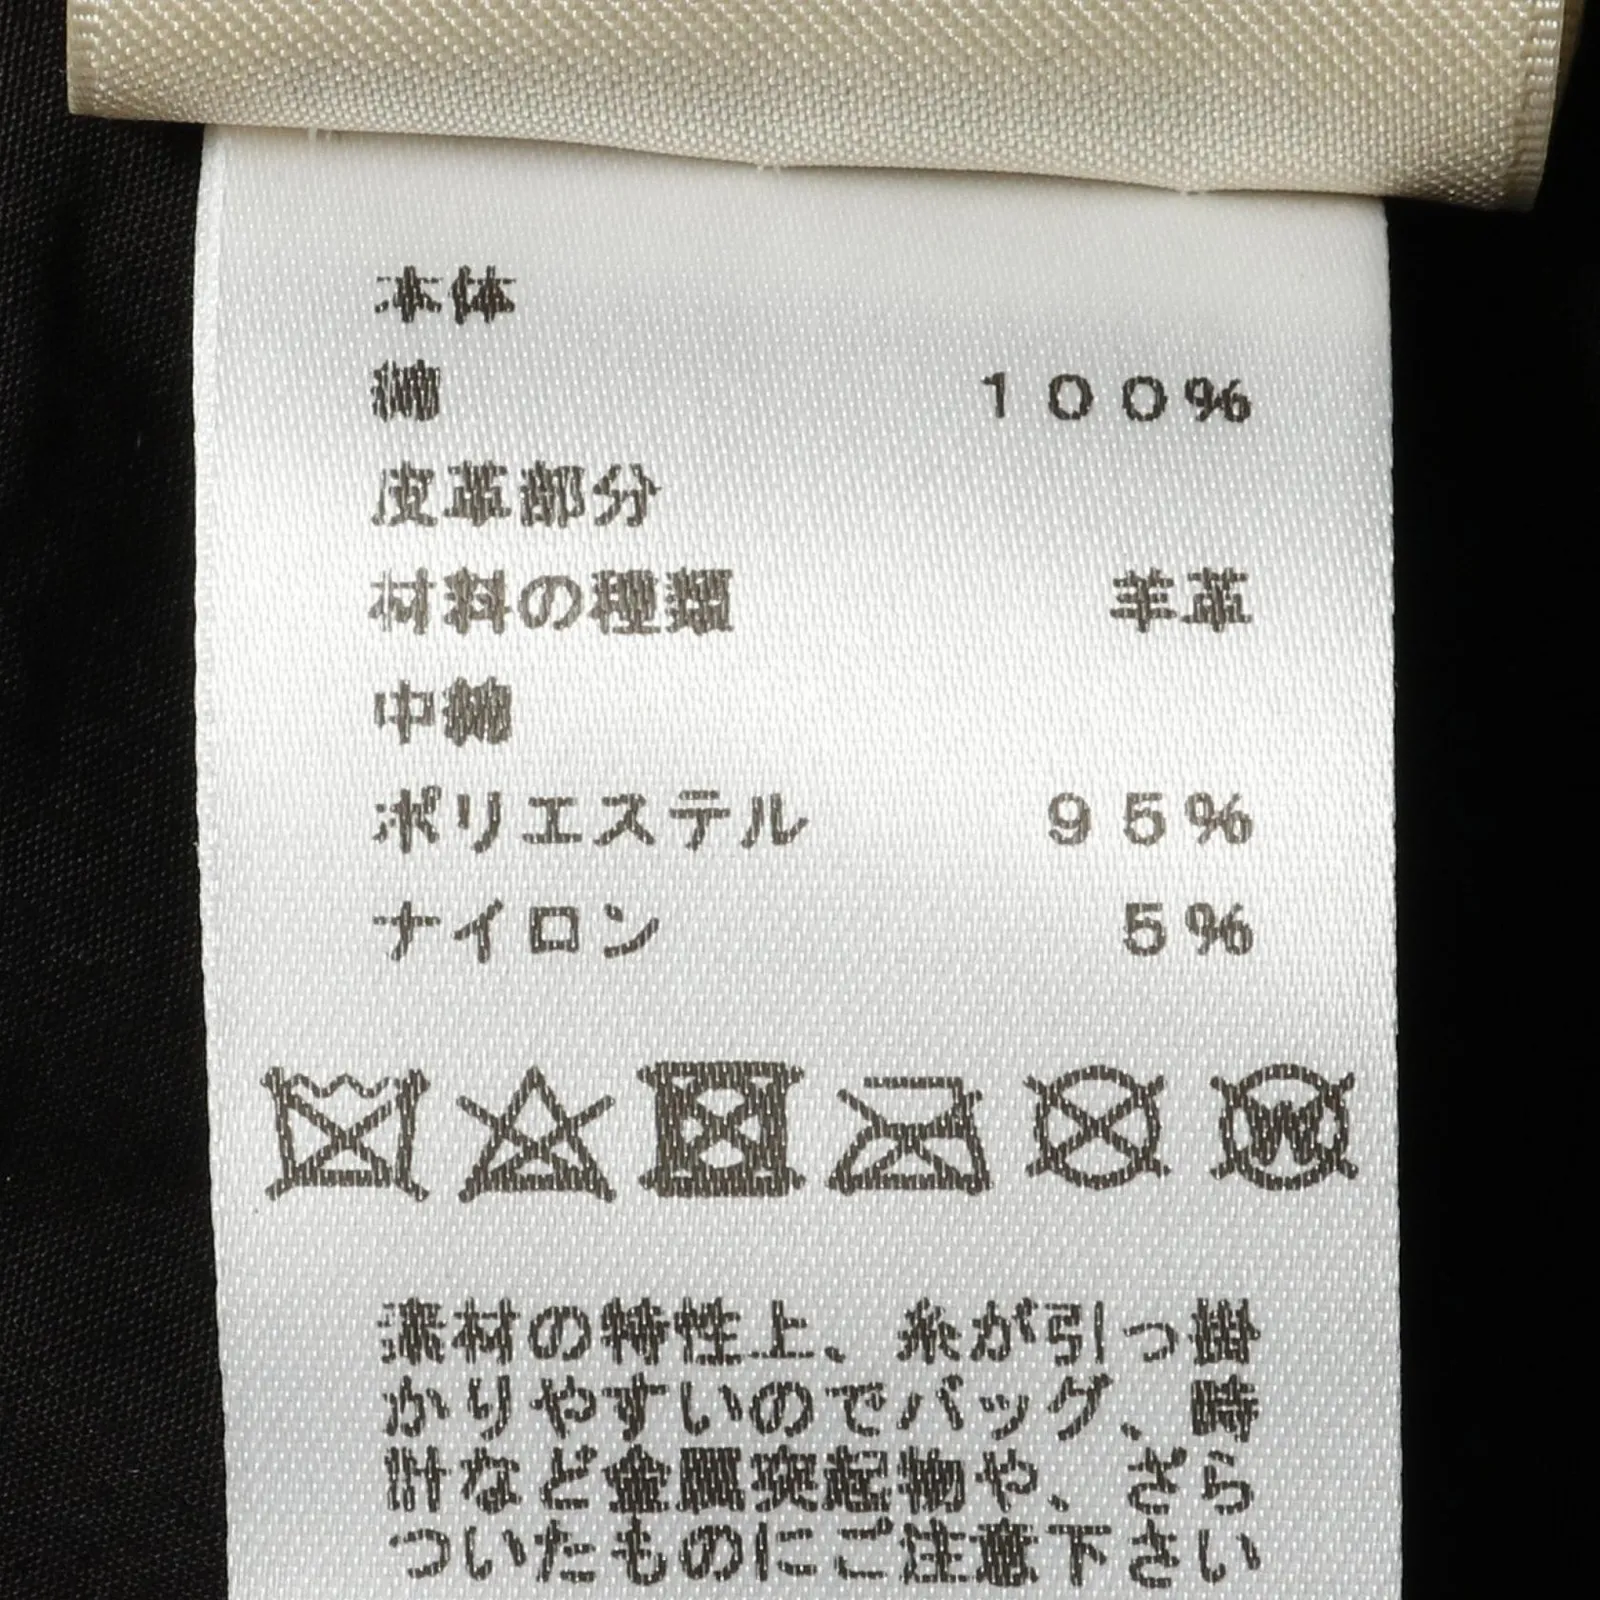 本体
綿 100%
皮革部分
材料の種類 羊革
中綿
ポリエステル 95%
ナイロン 5%
W
素材の特性上、糸が引っ掛
かりやすいのでバッグ、時
計など金属突起物や、ざら
ついたものにご注意下さい